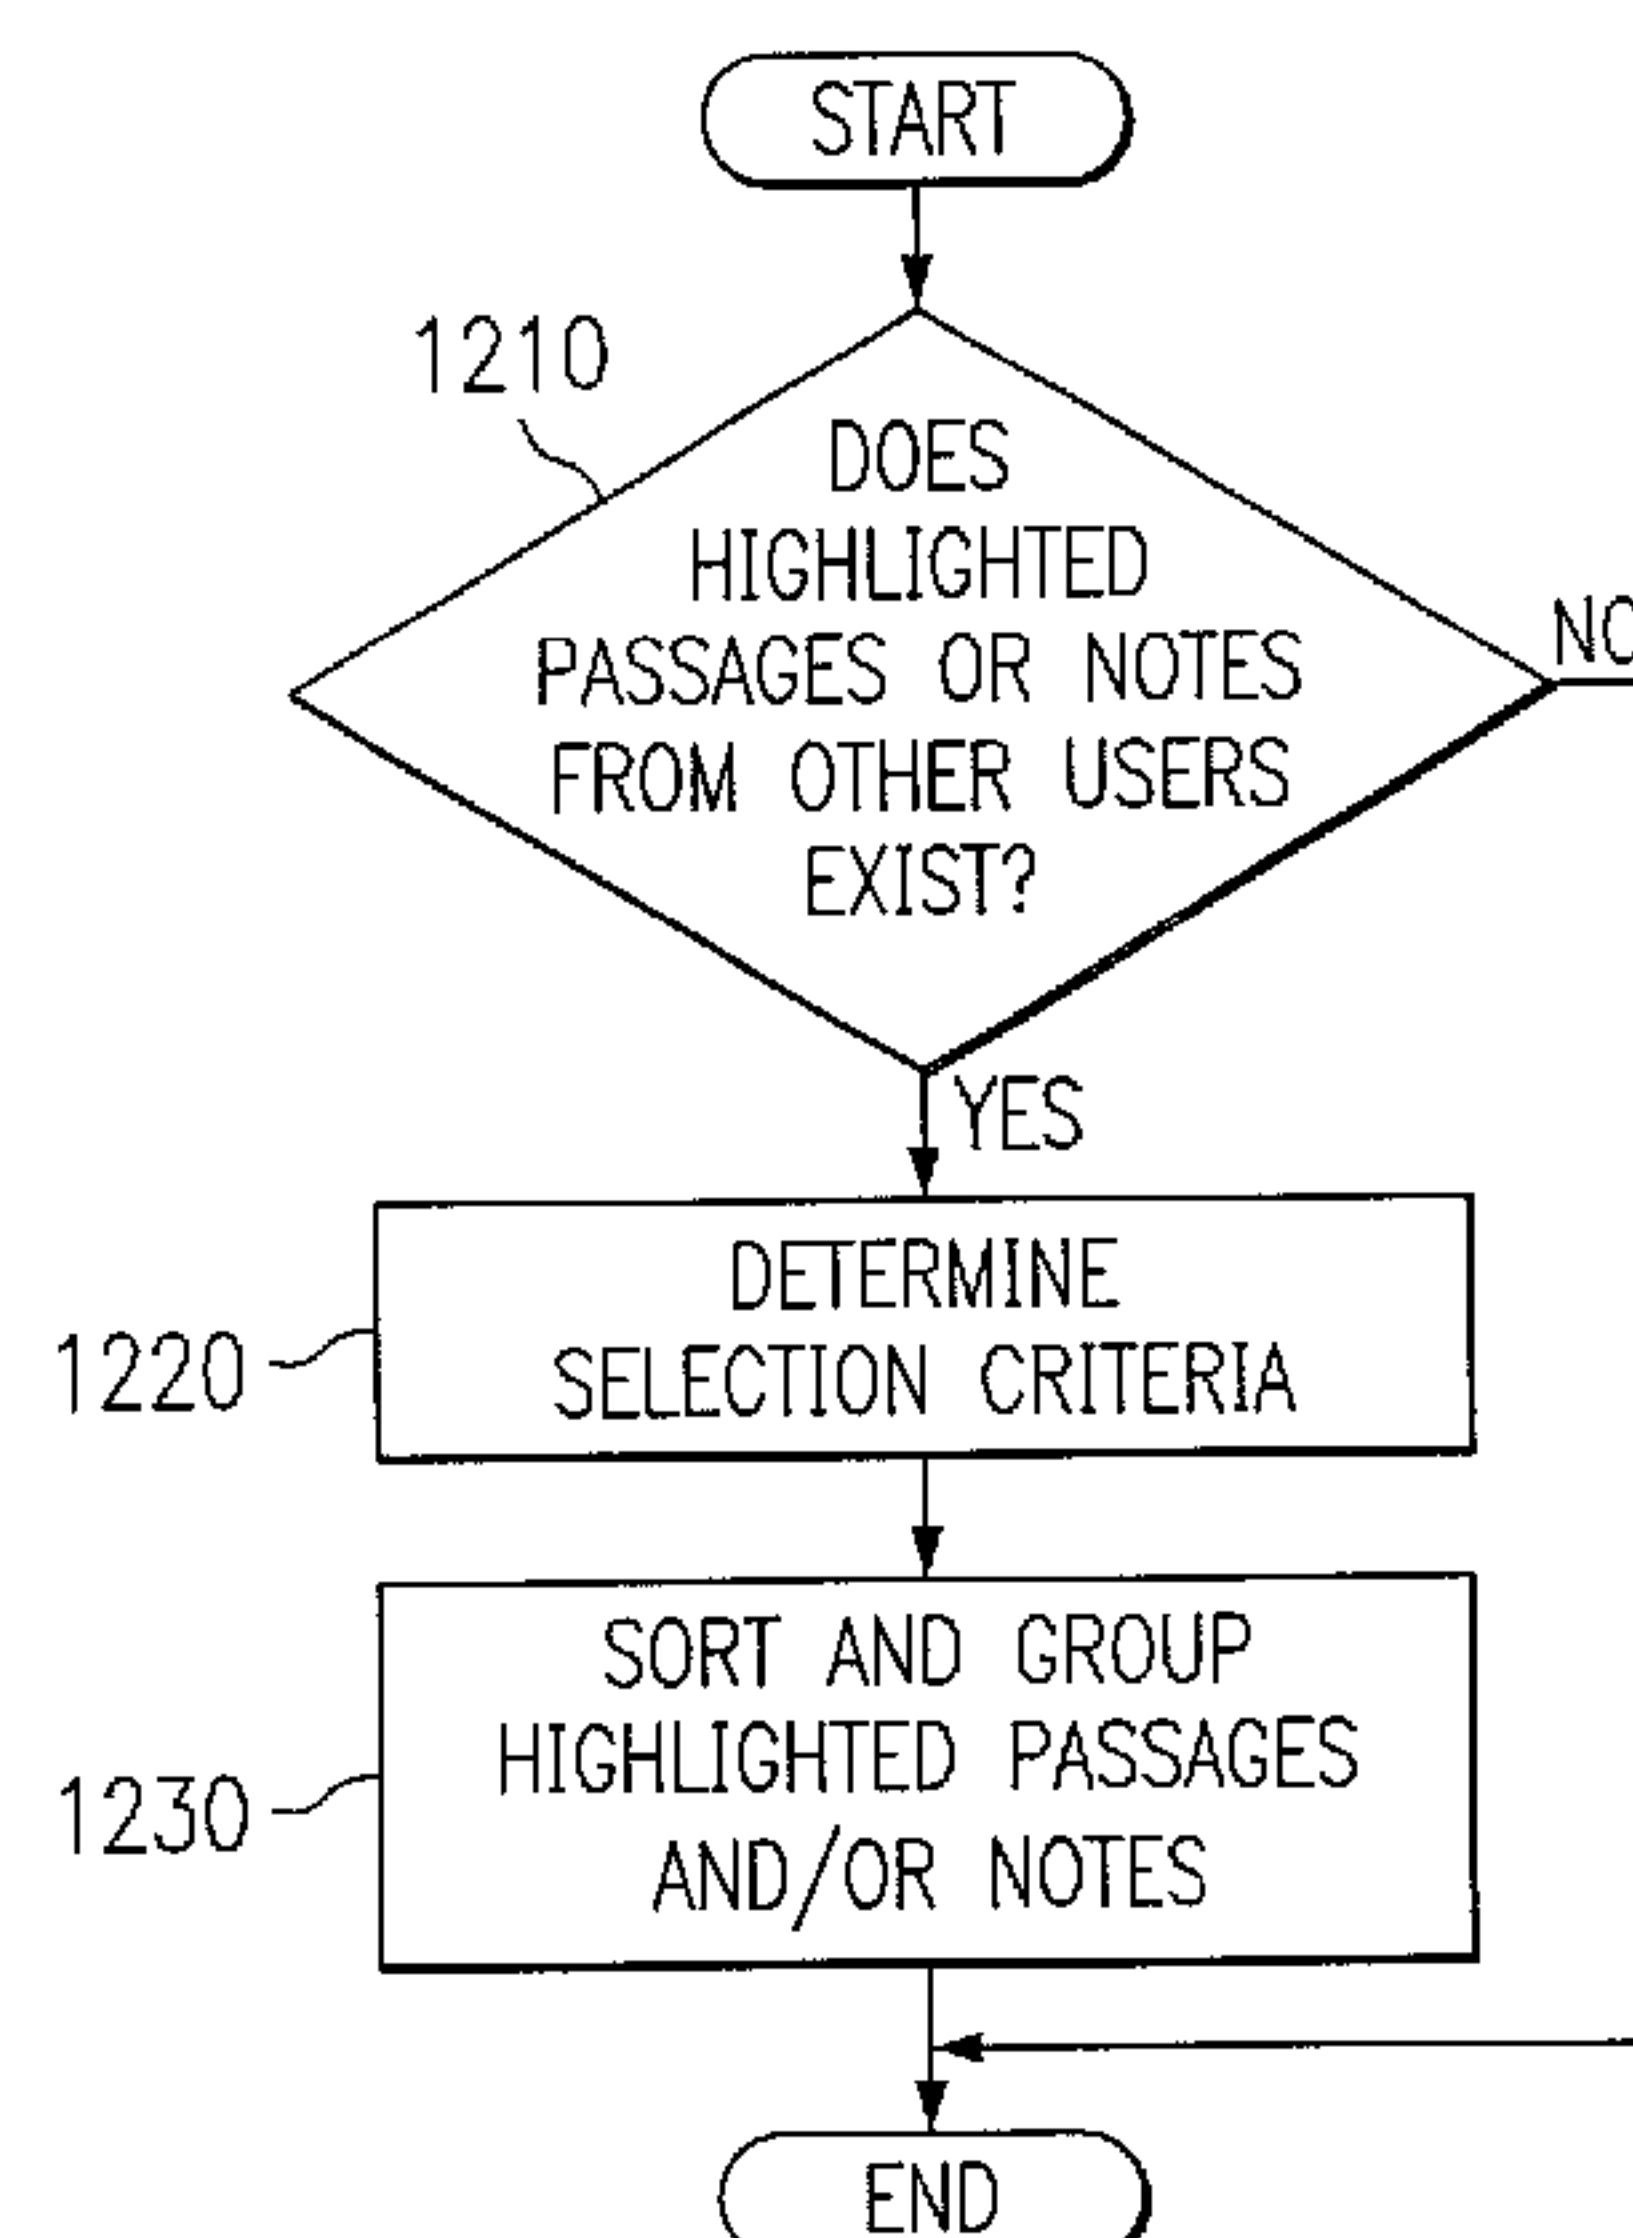 START
1210
DOES
HIGHLIGHTED
PASSAGES OR NOTES
FROM OTHER USERS
EXIST?
NO
YES
DETERMINE
SELECTION CRITERIA
1220
SORT AND GROUP
HIGHLIGHTED PASSAGES
AND/OR NOTES
1230
END